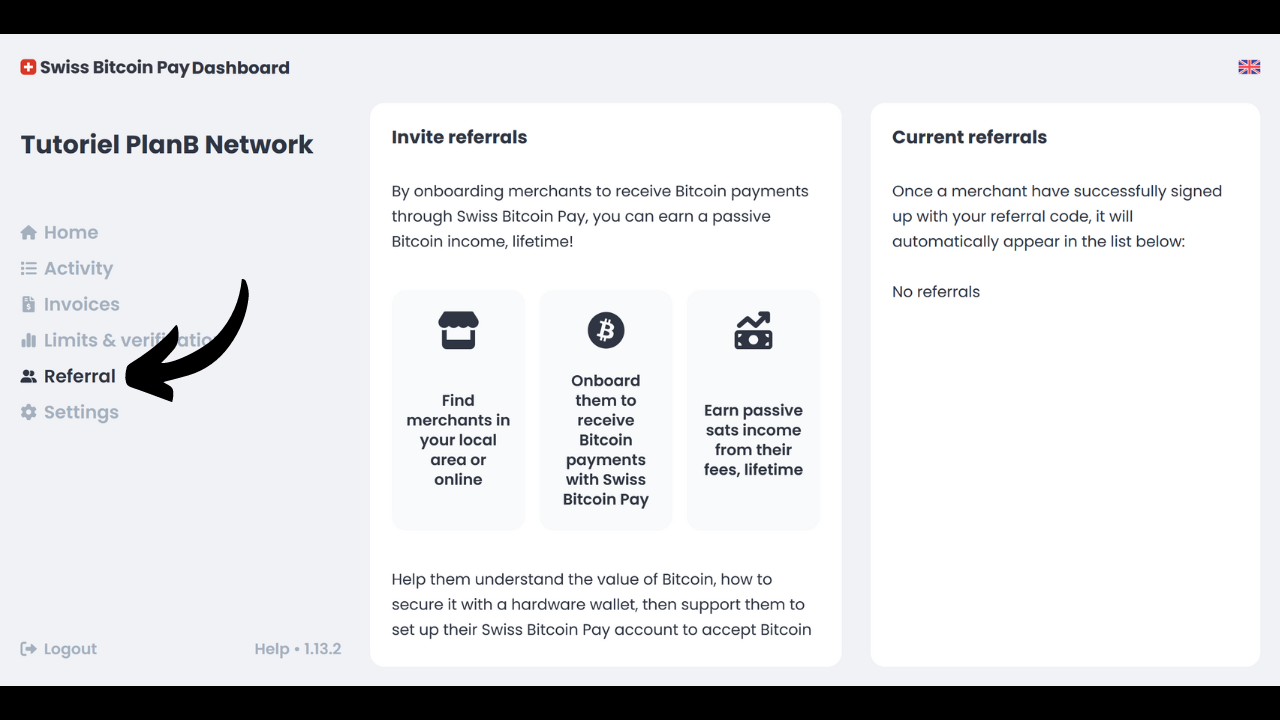 Swiss Bitcoin Pay Dashboard
Tutoriel PlanB Network
Home
Activity
Invoices
Limits &
Referral
Settings
Logout
Help • 1.13.2
Invite referrals
By onboarding merchants to receive Bitcoin payments
through Swiss Bitcoin Pay, you can earn a passive
Bitcoin income, lifetime!
Find
merchants in
your local
area or
online
Onboard
them to
receive
Bitcoin
payments
with Swiss
Bitcoin Pay
Earn passive
sats income
from their
fees, lifetime
Help them understand the value of Bitcoin, how to
secure it with a hardware wallet, then support them to
set up their Swiss Bitcoin Pay account to accept Bitcoin
Current referrals
Once a merchant have successfully signed
up with your referral code, it will
automatically appear in the list below:
No referrals